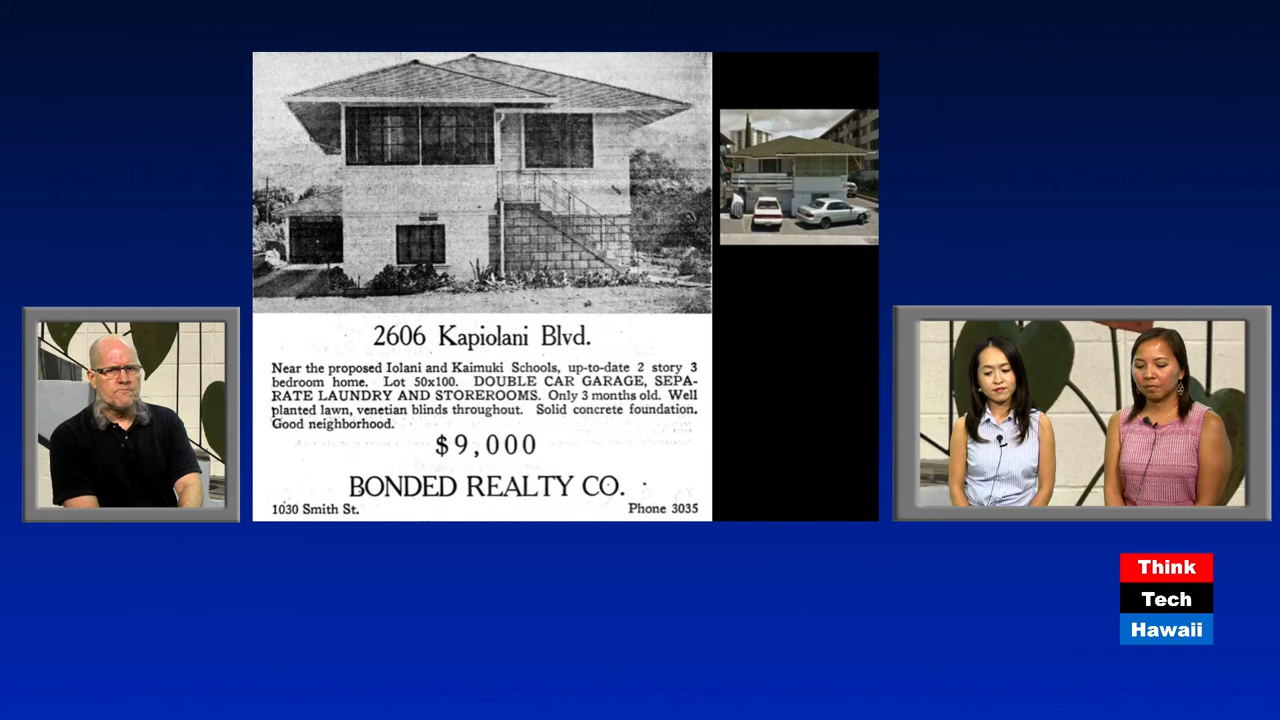 2606 Kapiolani Blvd.
Near the proposed Iolani and Kaimuki Schools, up-to-date 2 story 3
bedroom home. Lot 50x100. DOUBLE CAR GARAGE, SEPA-
RATE LAUNDRY AND STOREROOMS. Only 3 months old. Well
planted lawn, venetian blinds throughout. Solid concrete foundation.
Good neighborhood.
$9,000
BONDED REALTY CO.
1030 Smith St. Phone 3035
Think
Tech
Hawaii